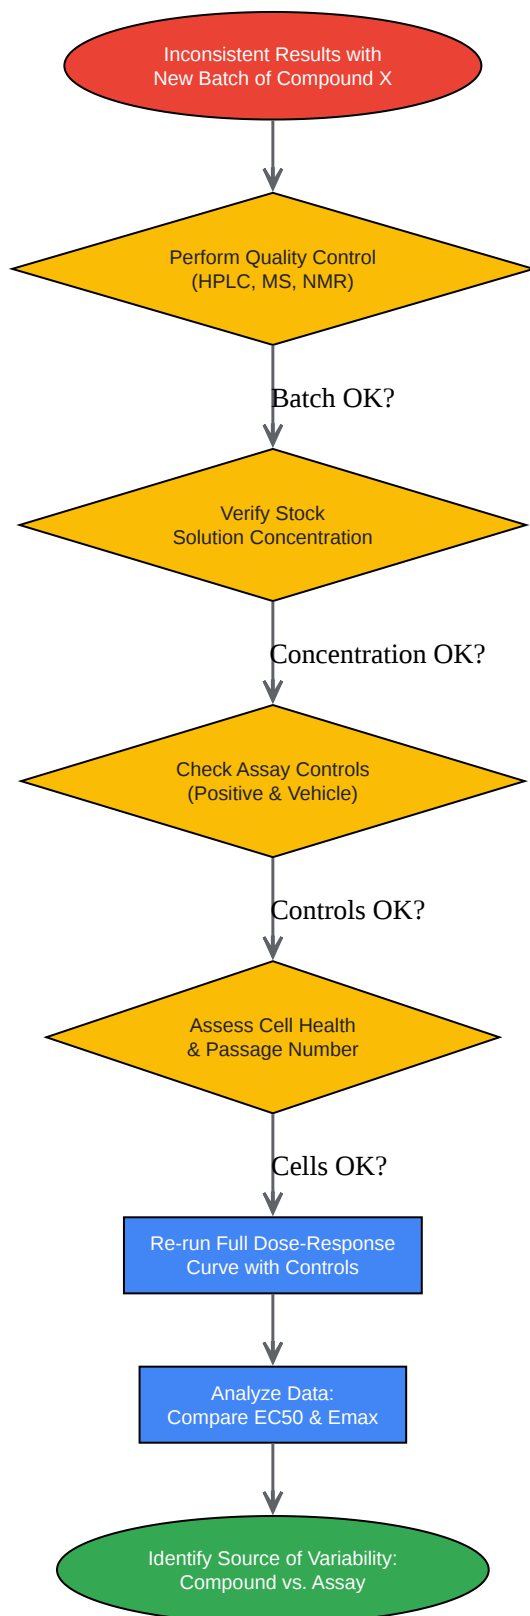 Inconsistent Results with
New Batch of Compound X
Perform Quality Control
(HPLC, MS, NMR)
Batch OK?
Verify Stock
Solution Concentration
Concentration OK?
Check Assay Controls
(Positive & Vehicle)
Controls OK?
Assess Cell Health
& Passage Number
Cells OK?
Re-run Full Dose-Response
Curve with Controls
Analyze Data:
Compare EC50 & Emax
Identify Source of Variability:
Compound vs. Assay